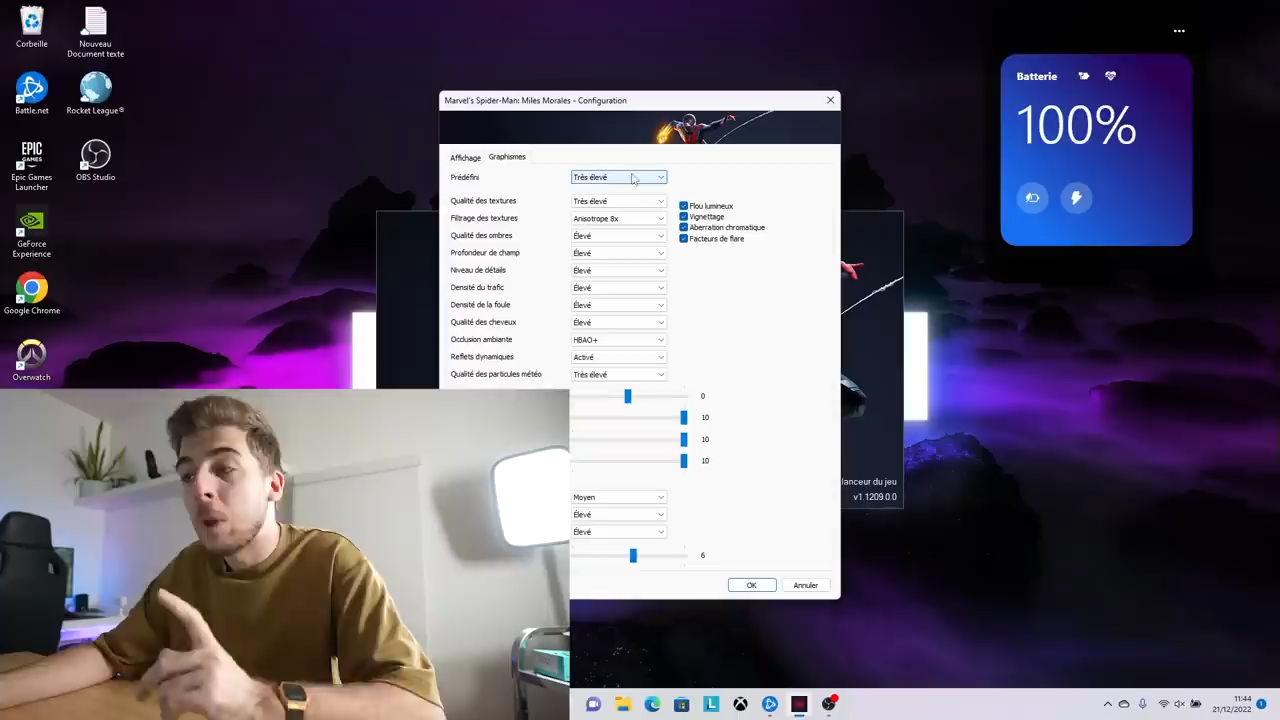 Corbeille
Nouveau
Document texte
Battle.net
Rocket League®
Epic Games
Launcher
EPIC
GAMES
OBS Studio
GeForce
Experience
Google Chrome
Overwatch
Marvel's Spider-Man: Miles Morales - Configuration
Affichage
Graphismes
Prédéfini
Très élevé
Qualité des textures
Très élevé
Filtrage des textures
Anisotrope 8x
Qualité des ombres
Élevé
Profondeur de champ
Élevé
Niveau de détails
Élevé
Densité du trafic
Élevé
Densité de la foule
Élevé
Qualité des cheveux
Élevé
Occlusion ambiante
HBAO+
Reflets dynamiques
Activé
Qualité des particules météo
Très élevé
Flou lumineux
Vignettage
Aberration chromatique
Facteurs de flare
0
10
10
10
Moyen
Élevé
Élevé
6
OK
Annuler
lanceur du jeu
v1.1209.0.0
Batterie
100%
11:44
21/12/2022